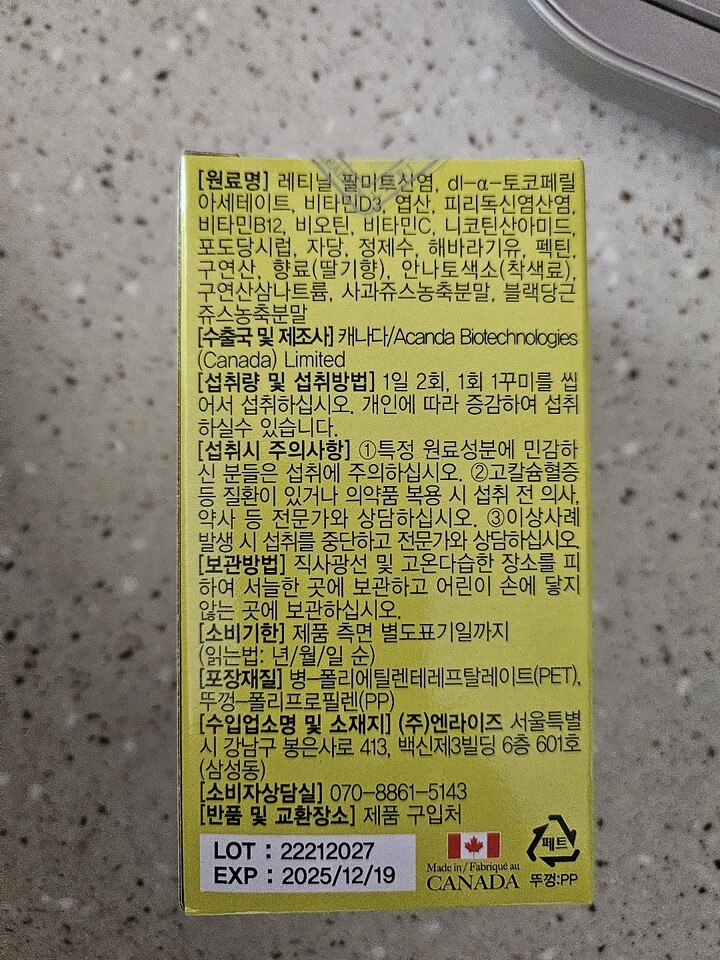 [원료명] 레티닐 팔미트산염, dl-α-토코페릴
아세테이트, 비타민D3, 엽산, 피리독신염산염,
비타민B12, 비오틴, 비타민C, 니코틴산아미드,
포도당시럽, 자당, 정제수, 해바라기유, 펙틴,
구연산, 향료(딸기향), 안나토색소(착색료),
구연산삼나트륨, 사과쥬스농축분말, 블랙당근
쥬스농축분말
[수출국 및 제조사] 캐나다/Acanda Biotechnologies
(Canada) Limited
[섭취량 및 섭취방법] 1일 2회, 1회 1꾸미를 씹
어서 섭취하십시오. 개인에 따라 증감하여 섭취
하실수 있습니다.
[섭취시 주의사항] ①특정 원료성분에 민감하
신 분들은 섭취에 주의하십시오. ②고칼슘혈증
등 질환이 있거나 의약품 복용 시 섭취 전 의사,
약사 등 전문가와 상담하십시오. ③이상사례
발생 시 섭취를 중단하고 전문가와 상담하십시오.
[보관방법] 직사광선 및 고온다습한 장소를 피
하여 서늘한 곳에 보관하고 어린이 손에 닿지
않는 곳에 보관하십시오.
[소비기한] 제품 측면 별도표기일까지
(읽는법: 년/월/일 순)
[포장재질] 병-폴리에틸렌테레프탈레이트(PET),
뚜껑-폴리프로필렌(PP)
[수입업소명 및 소재지] (주)엔라이즈 서울특별
시 강남구 봉은사로 413, 백신제3빌딩 6층 601호
(삼성동)
[소비자상담실] 070-8861-5143
[반품 및 교환장소] 제품 구입처
LOT : 22212027
EXP : 2025/12/19
Made in / Fabriqué au
CANADA
페트
뚜껑:PP